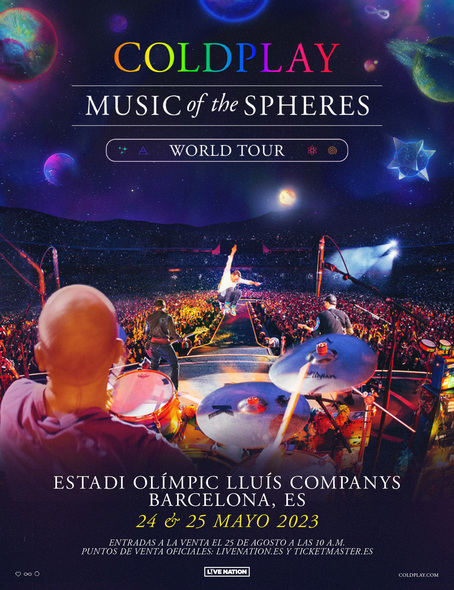 COLDPLAY
MUSIC of the SPHERES
WORLD TOUR
ESTADI OLÍMPIC LLUÍS COMPANYS
BARCELONA, ES
24 & 25 MAYO 2023
ENTRADAS A LA VENTA EL 25 DE AGOSTO A LAS 10 A.M.
PUNTOS DE VENTA OFICIALES: LIVENATION.ES Y TICKETMASTER.ES
LIVE NATION
COLDPLAY.COM